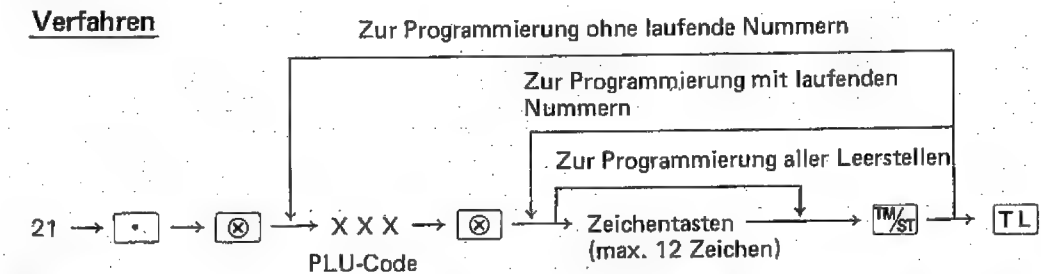 Verfahren
Zur Programmierung ohne laufende Nummern
Zur Programmierung mit laufenden
Nummern
Zur Programmierung aller Leerstellen
21 → [•] → [⊗] → XXX → [⊗] → Zeichentasten → [TM/ST] → [TL]
(max. 12 Zeichen)
PLU-Code